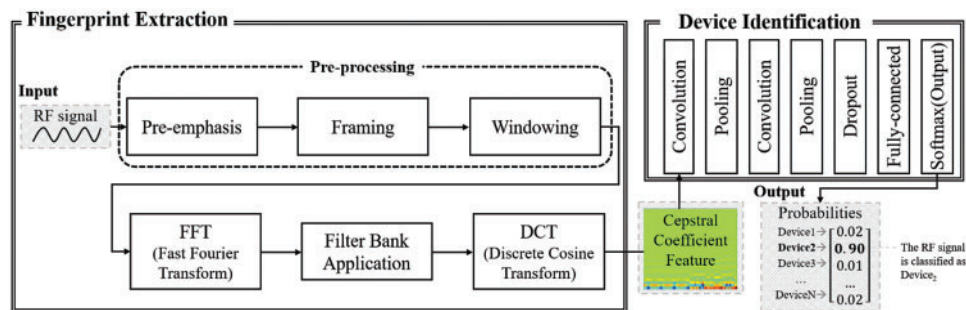 Fingerprint Extraction
Pre-processing
Input
RF signal
Pre-emphasis
Framing
Windowing
FFT
(Fast Fourier
Transform)
Filter Bank
Application
DCT
(Discrete Cosine
Transform)
Cepstral
Coefficient
Feature
Device Identification
Convolution
Pooling
Convolution
Pooling
Dropout
Fully-connected
Softmax(Output)
Output
Probabilities
Device1→ 0.02
Device2→ 0.90
Device3→ 0.01
... ...
DeviceN→ 0.02
The RF signal
is classified as
Device₂